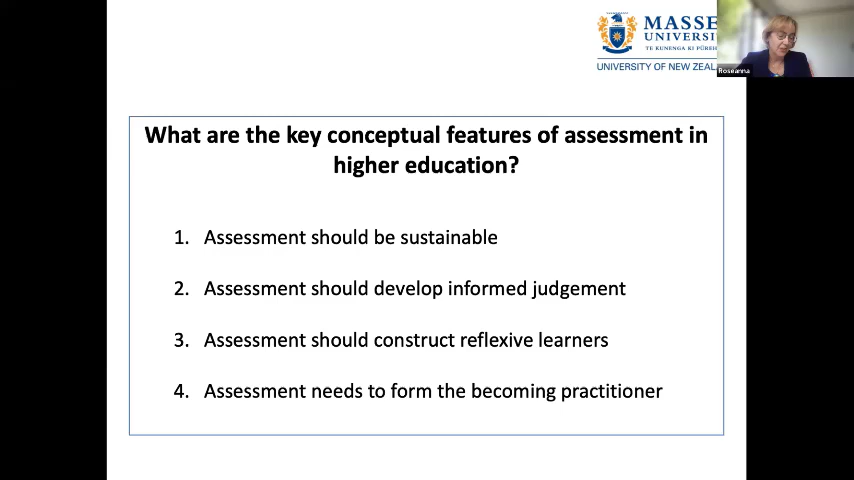 MASSE
UNIVERSI
TE KUNENGA KI PŪREH
UNIVERSITY OF NEW ZEAL
Roseanna
What are the key conceptual features of assessment in
higher education?
1. Assessment should be sustainable
2. Assessment should develop informed judgement
3. Assessment should construct reflexive learners
4. Assessment needs to form the becoming practitioner